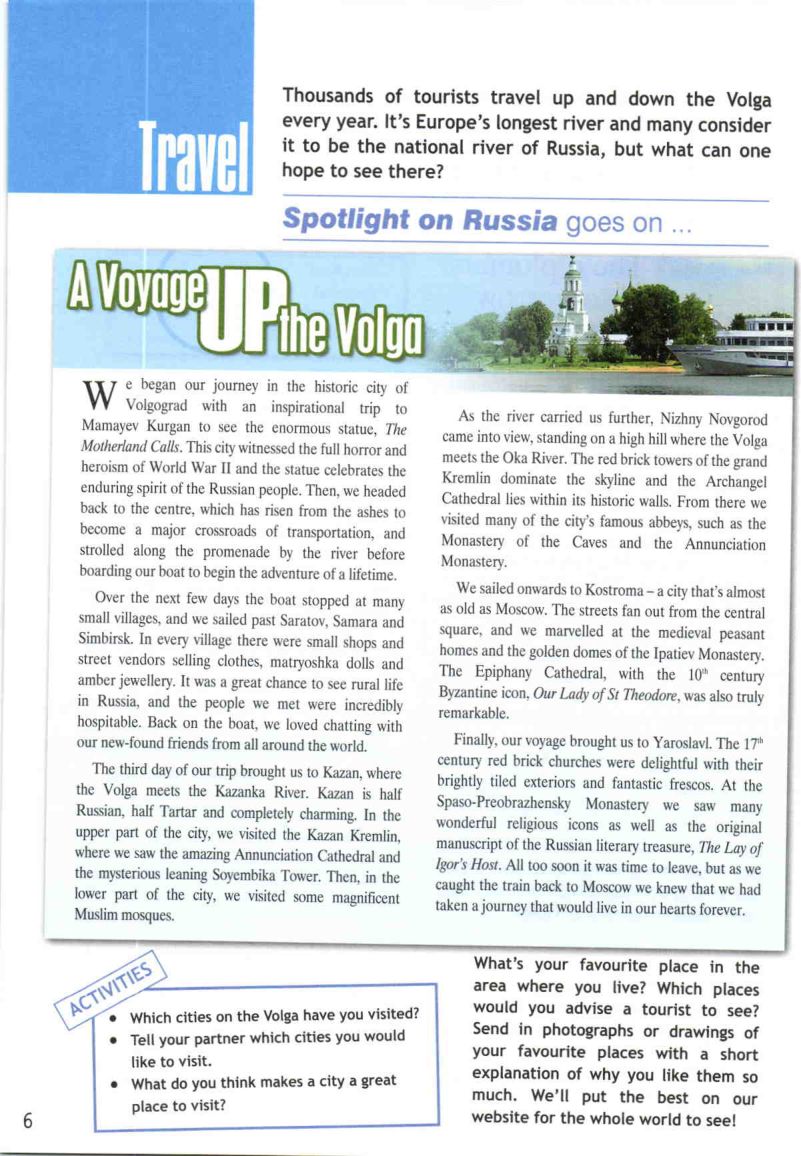 Travel
Thousands of tourists travel up and down the Volga
every year. It's Europe's longest river and many consider
it to be the national river of Russia, but what can one
hope to see there?
Spotlight on Russia goes on ...
A Voyage UP the Volga
We began our journey in the historic city of
Volgograd with an inspirational trip to
Mamayev Kurgan to see the enormous statue, The
Motherland Calls. This city witnessed the full horror and
heroism of World War II and the statue celebrates the
enduring spirit of the Russian people. Then, we headed
back to the centre, which has risen from the ashes to
become a major crossroads of transportation, and
strolled along the promenade by the river before
boarding our boat to begin the adventure of a lifetime.
Over the next few days the boat stopped at many
small villages, and we sailed past Saratov, Samara and
Simbirsk. In every village there were small shops and
street vendors selling clothes, matryoshka dolls and
amber jewellery. It was a great chance to see rural life
in Russia, and the people we met were incredibly
hospitable. Back on the boat, we loved chatting with
our new-found friends from all around the world.
The third day of our trip brought us to Kazan, where
the Volga meets the Kazanka River. Kazan is half
Russian, half Tartar and completely charming. In the
upper part of the city, we visited the Kazan Kremlin,
where we saw the amazing Annunciation Cathedral and
the mysterious leaning Soyembika Tower. Then, in the
lower part of the city, we visited some magnificent
Muslim mosques.
As the river carried us further, Nizhny Novgorod
came into view, standing on a high hill where the Volga
meets the Oka River. The red brick towers of the grand
Kremlin dominate the skyline and the Archangel
Cathedral lies within its historic walls. From there we
visited many of the city's famous abbeys, such as the
Monastery of the Caves and the Annunciation
Monastery.
We sailed onwards to Kostroma – a city that's almost
as old as Moscow. The streets fan out from the central
square, and we marvelled at the medieval peasant
homes and the golden domes of the Ipatiev Monastery.
The Epiphany Cathedral, with the 10th century
Byzantine icon, Our Lady of St Theodore, was also truly
remarkable.
Finally, our voyage brought us to Yaroslavl. The 17th
century red brick churches were delightful with their
brightly tiled exteriors and fantastic frescos. At the
Spaso-Preobrazhensky Monastery we saw many
wonderful religious icons as well as the original
manuscript of the Russian literary treasure, The Lay of
Igor's Host. All too soon it was time to leave, but as we
caught the train back to Moscow we knew that we had
taken a journey that would live in our hearts forever.
ACTIVITIES
• Which cities on the Volga have you visited?
• Tell your partner which cities you would
like to visit.
• What do you think makes a city a great
place to visit?
What's your favourite place in the
area where you live? Which places
would you advise a tourist to see?
Send in photographs or drawings of
your favourite places with a short
explanation of why you like them so
much. We'll put the best on our
website for the whole world to see!
6